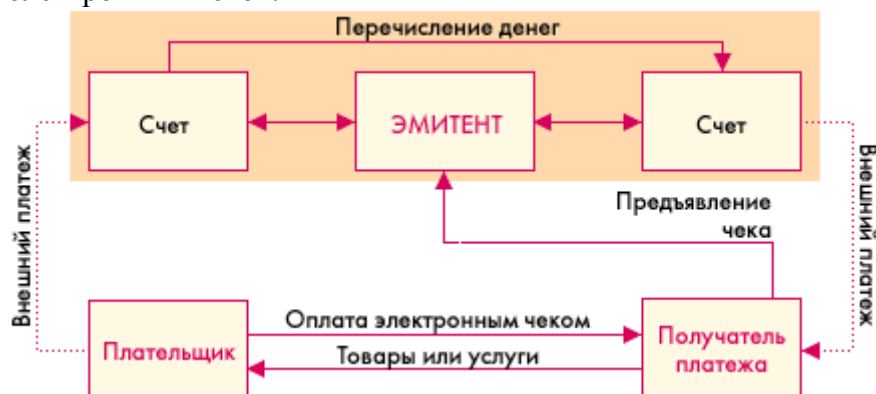 Перечисление денег
Счет
ЭМИТЕНТ
Счет
Внешний платеж
Внешний платеж
Предъявление
чека
Оплата электронным чеком
Плательщик
Товары или услуги
Получатель
платежа